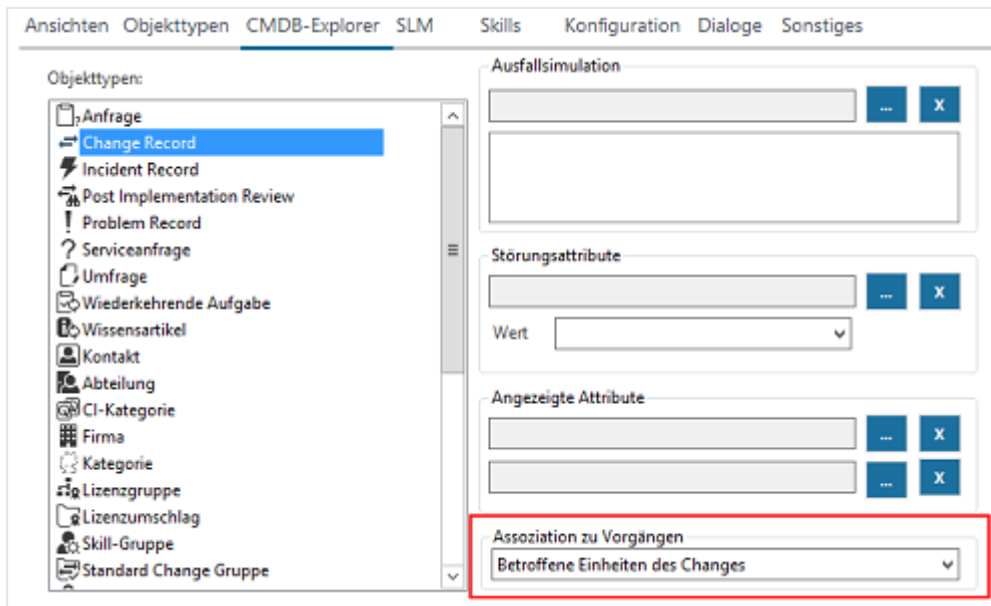 Ansichten Objekttypen CMDB-Explorer SLM Skills Konfiguration Dialoge Sonstiges
Objekttypen:
Anfrage
Change Record
Incident Record
Post Implementation Review
Problem Record
Serviceanfrage
Umfrage
Wiederkehrende Aufgabe
Wissensartikel
Kontakt
Abteilung
CI-Kategorie
Firma
Kategorie
Lizenzgruppe
Lizenzumschlag
Skill-Gruppe
Standard Change Gruppe
Ausfallsimulation
... X
Störungsattribute
... X
Wert
Angezeigte Attribute
... X
... X
Assoziation zu Vorgängen
Betroffene Einheiten des Changes